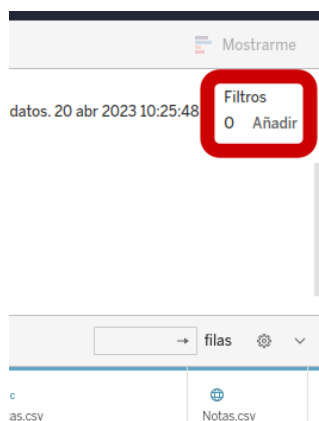 Mostrarme
Filtros
datos. 20 abr 2023 10:25:48
0 Añadir
filas
c
as.csv
Notas.csv